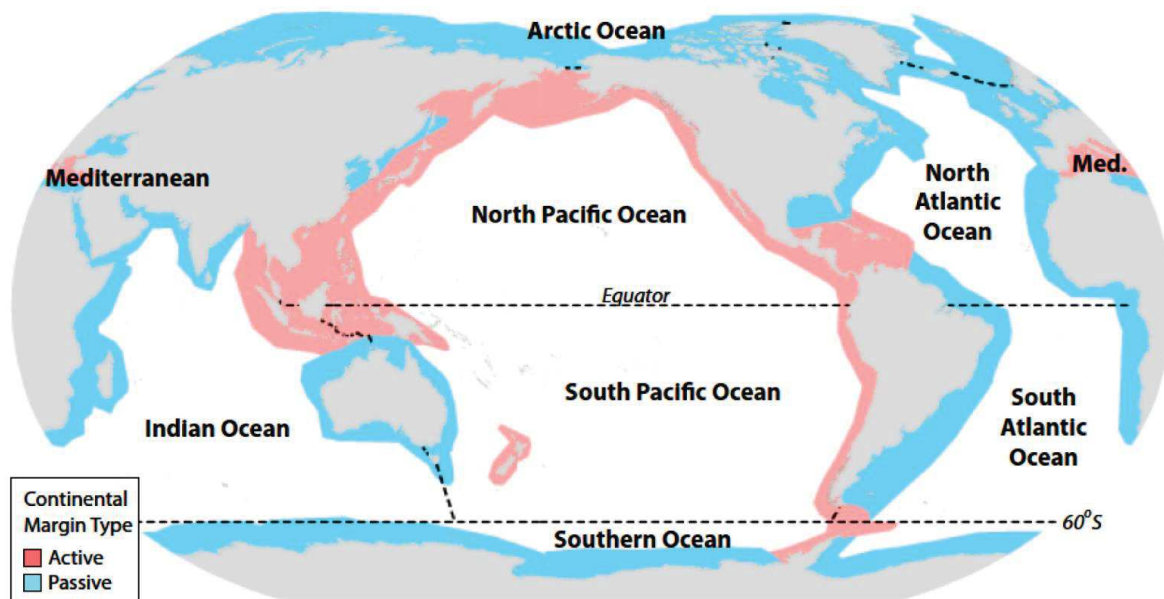 Arctic Ocean
Mediterranean
Med.
North
Atlantic
Ocean
North Pacific Ocean
Equator
South Pacific Ocean
Indian Ocean
South
Atlantic
Ocean
Continental
Margin Type
Active
Passive
60°S
Southern Ocean